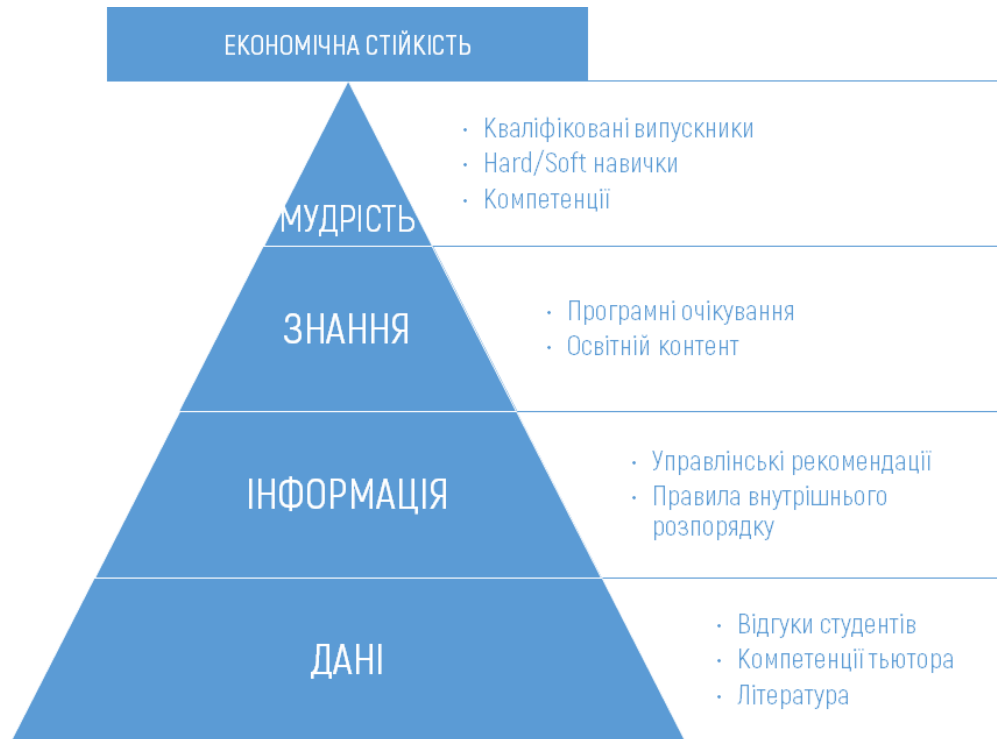 ЕКОНОМІЧНА СТІЙКІСТЬ
· Кваліфіковані випускники
· Hard/Soft навички
· Компетенції
МУДРІСТЬ
ЗНАННЯ
· Програмні очікування
· Освітній контент
ІНФОРМАЦІЯ
· Управлінські рекомендації
· Правила внутрішнього
розпорядку
ДАНІ
· Відгуки студентів
· Компетенції тьютора
· Література